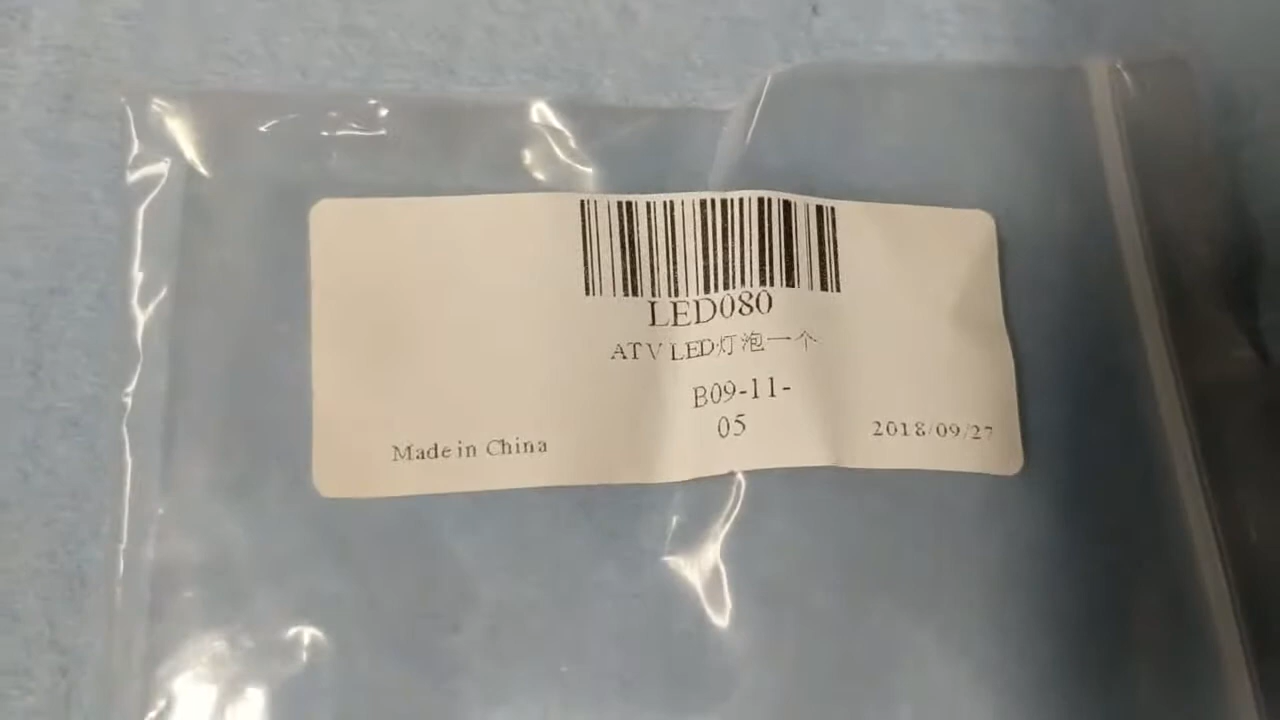 LED080
ATV LED灯泡一个
B09-11-
05
Made in China
2018/09/27